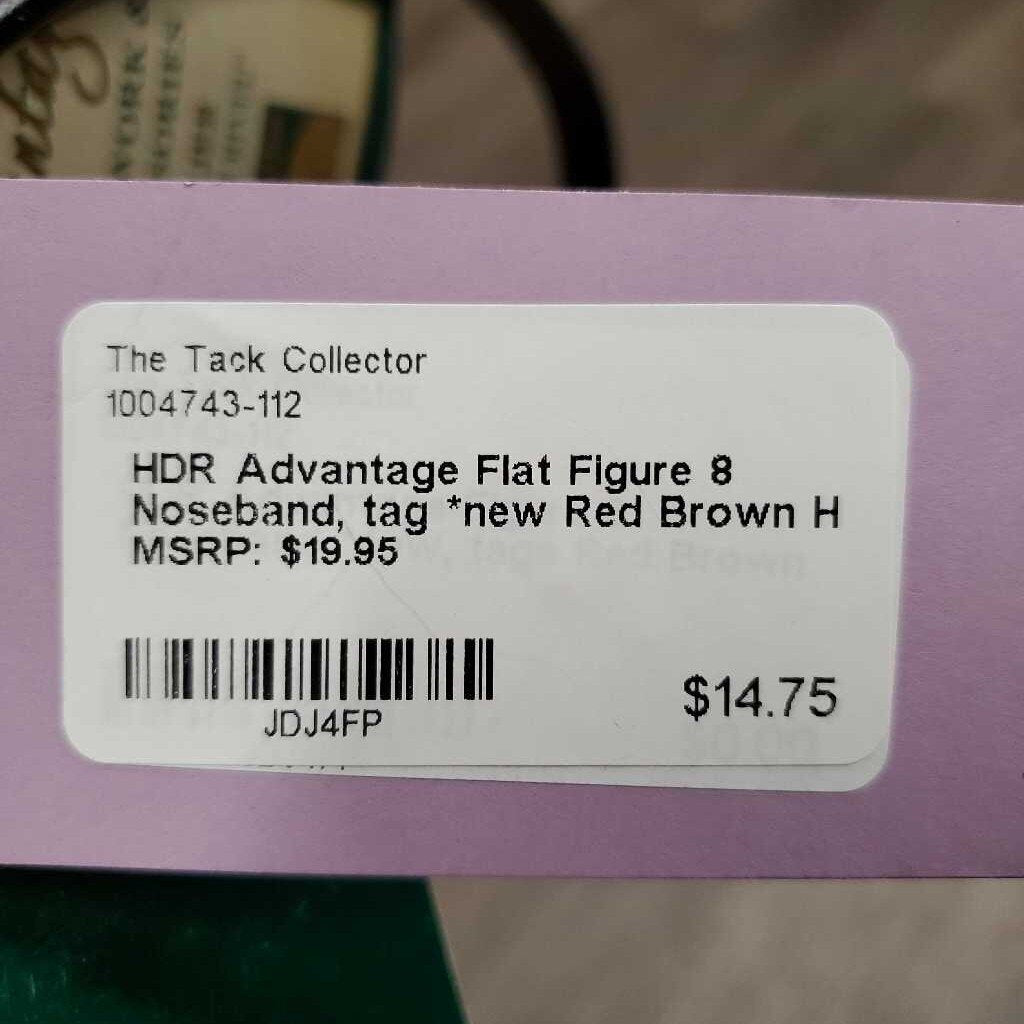 The Tack Collector
1004743-112
HDR Advantage Flat Figure 8
Noseband, tag *new Red Brown H
MSRP: $19.95
JDJ4FP
$14.75